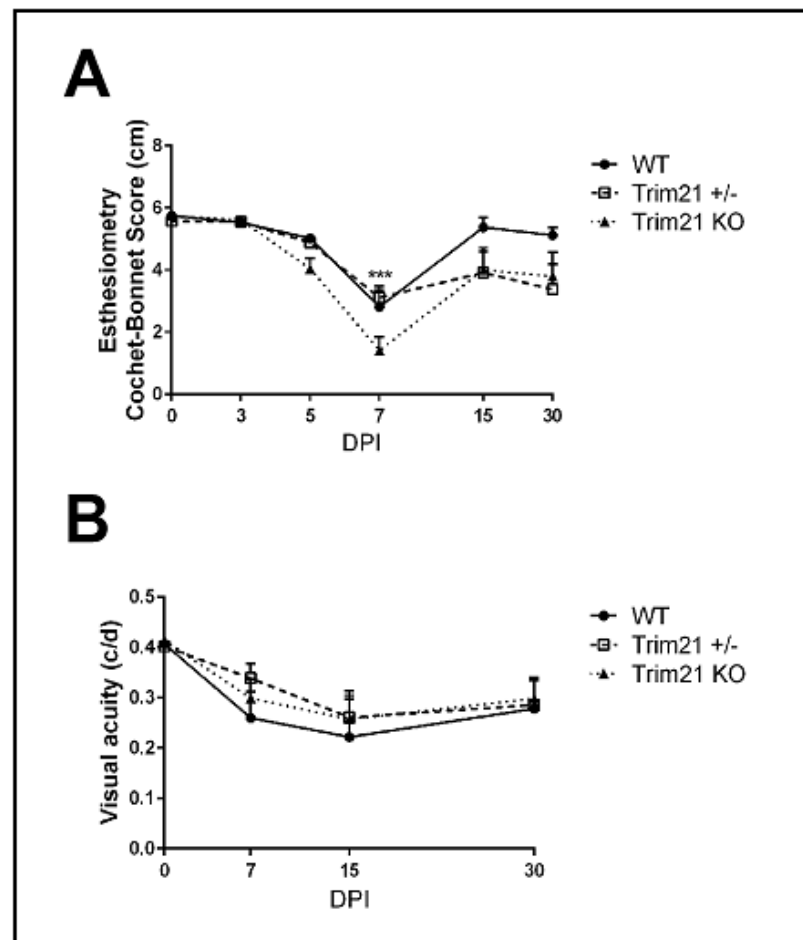 A
Esthesiometry
Cochet-Bonnet Score (cm)
8
6
4
2
0
***
0 3 5 7 15 30
DPI
WT
Trim21 +/-
Trim21 KO
B
Visual acuity (c/d)
0.5
0.4
0.3
0.2
0.1
0.0
0 7 15 30
DPI
WT
Trim21 +/-
Trim21 KO